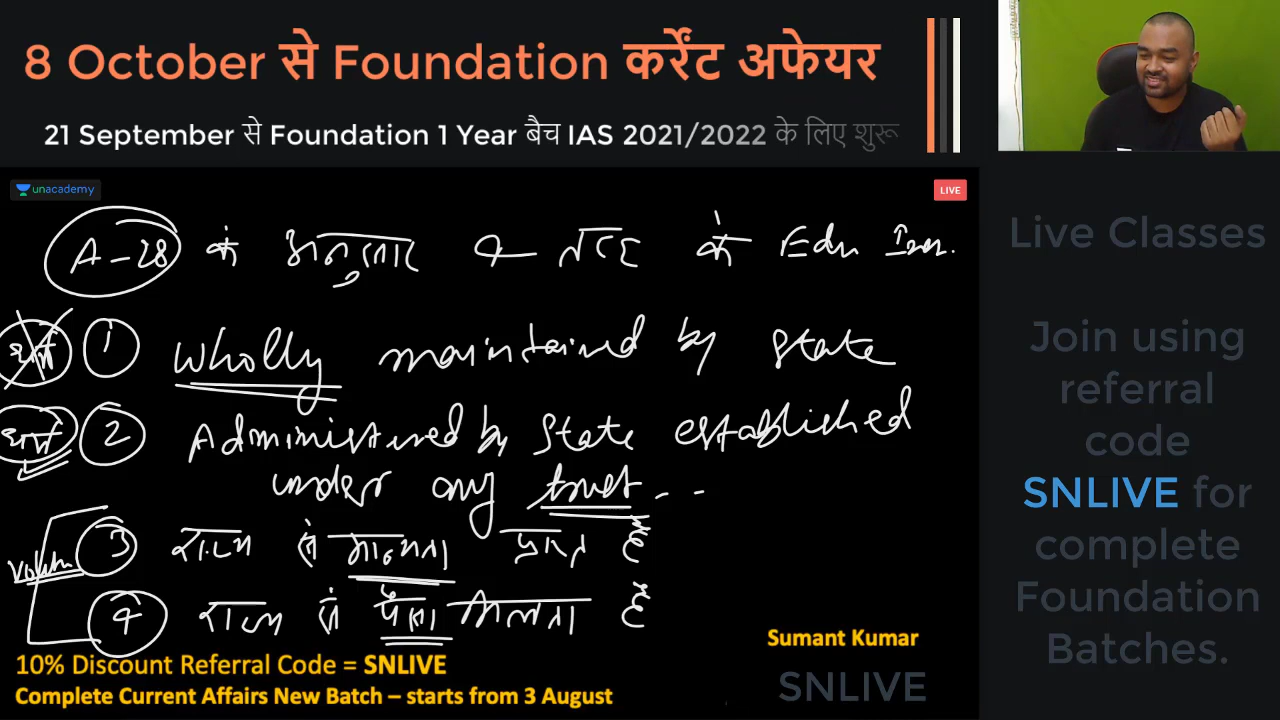 8 October से Foundation कर्रेंट अफेयर
21 September से Foundation 1 Year बैच IAS 2021/2022 के लिए शुरू
unacademy
LIVE
A-28 के अनुसार 4 तरह के Edu Ins.
धर्म 1 Wholly maintained by State
धर्म 2 Administered by State established
under any trust - -
3 राज्य से मान्यता प्राप्त है
4 राज्य से पैसा मिलता है
Sumant Kumar
10% Discount Referral Code = SNLIVE
SNLIVE
Complete Current Affairs New Batch – starts from 3 August
Live Classes
Join using
referral
code
SNLIVE for
complete
Foundation
Batches.